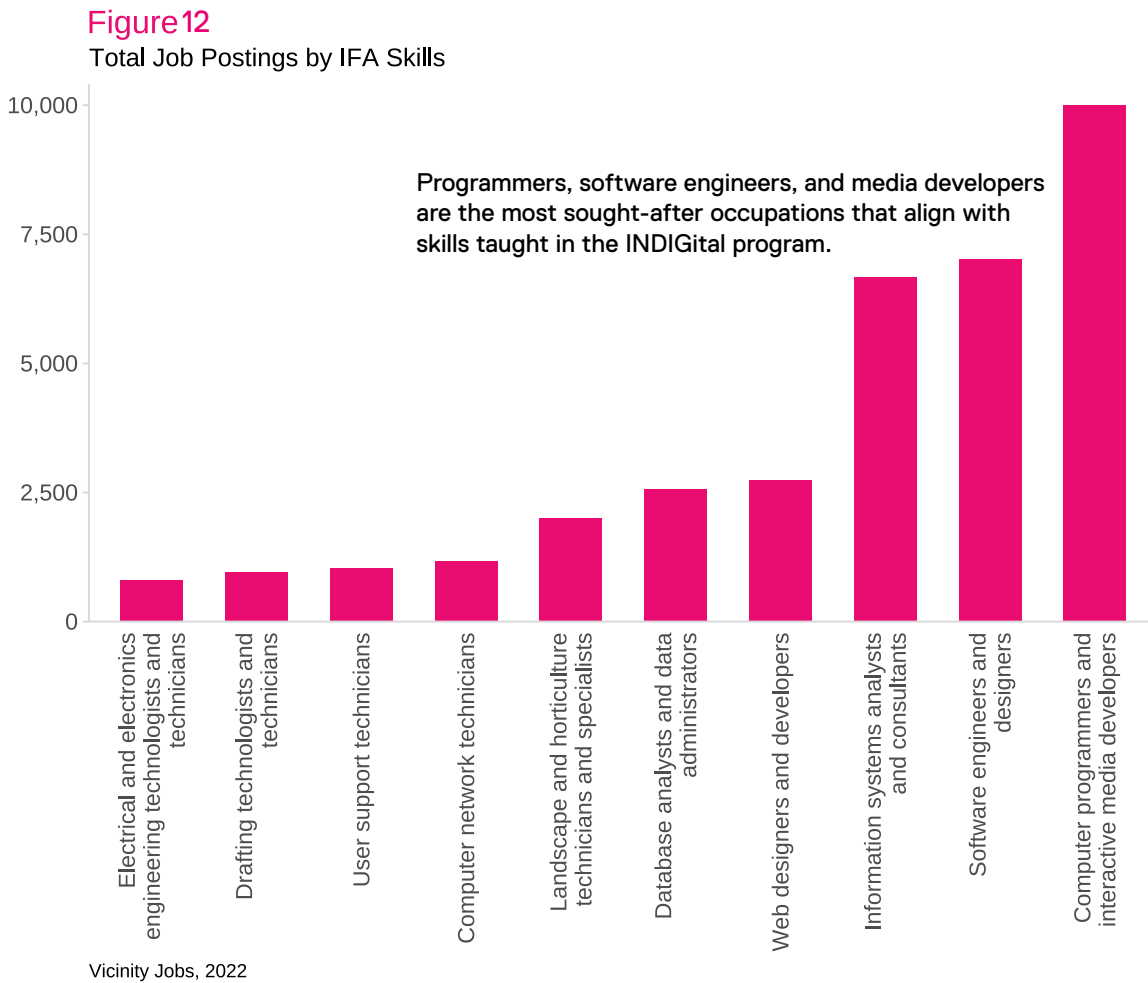 Figure 12
Total Job Postings by IFA Skills
10,000
7,500
5,000
2,500
0
Programmers, software engineers, and media developers
are the most sought-after occupations that align with
skills taught in the INDIGital program.
Electrical and electronics
engineering technologists and
technicians
Drafting technologists and
technicians
User support technicians
Computer network technicians
Landscape and horticulture
technicians and specialists
Database analysts and data
administrators
Web designers and developers
Information systems analysts
and consultants
Software engineers and
designers
Computer programmers and
interactive media developers
Vicinity Jobs, 2022